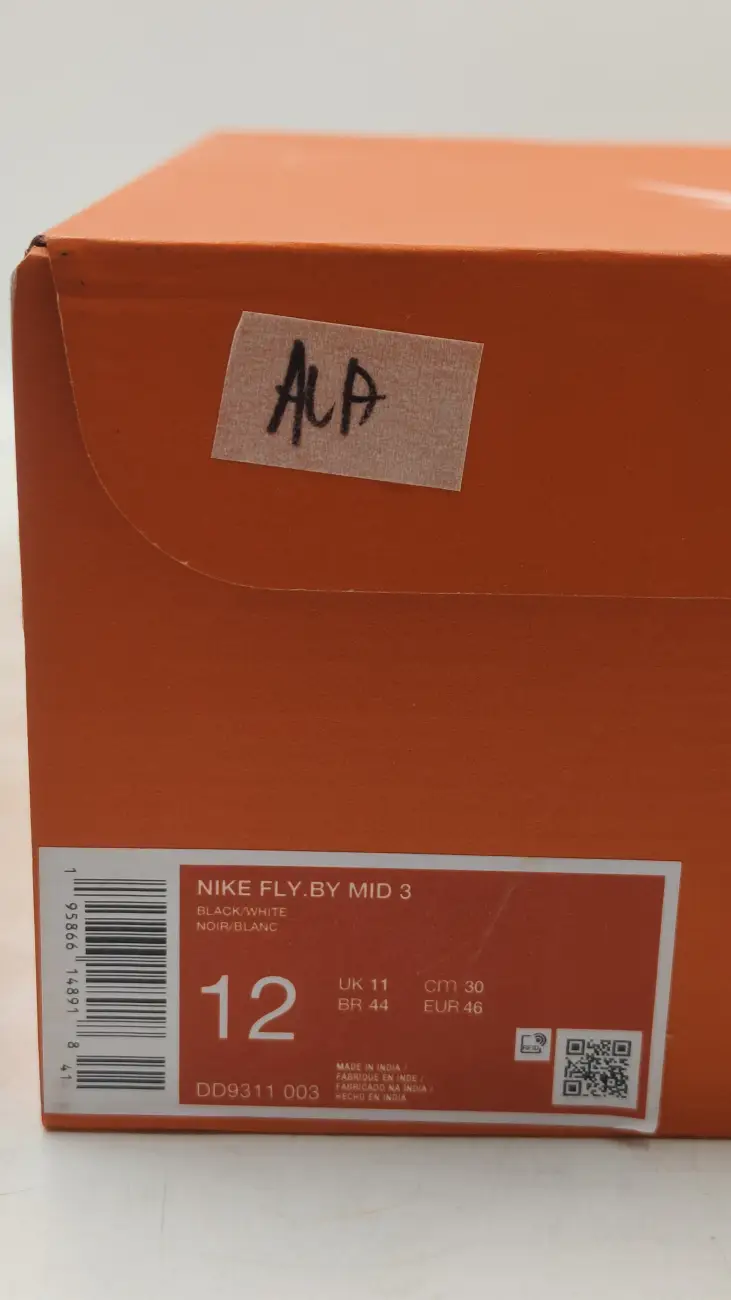 ALA
NIKE FLY.BY MID 3
BLACK/WHITE
NOIR/BLANC
12
UK 11 cm 30
BR 44 EUR 46
DD9311 003
MADE IN INDIA /
FABRIQUE EN INDE /
FABRICADO NA INDIA /
HECHO EN INDIA
1 95866 14891 8 41